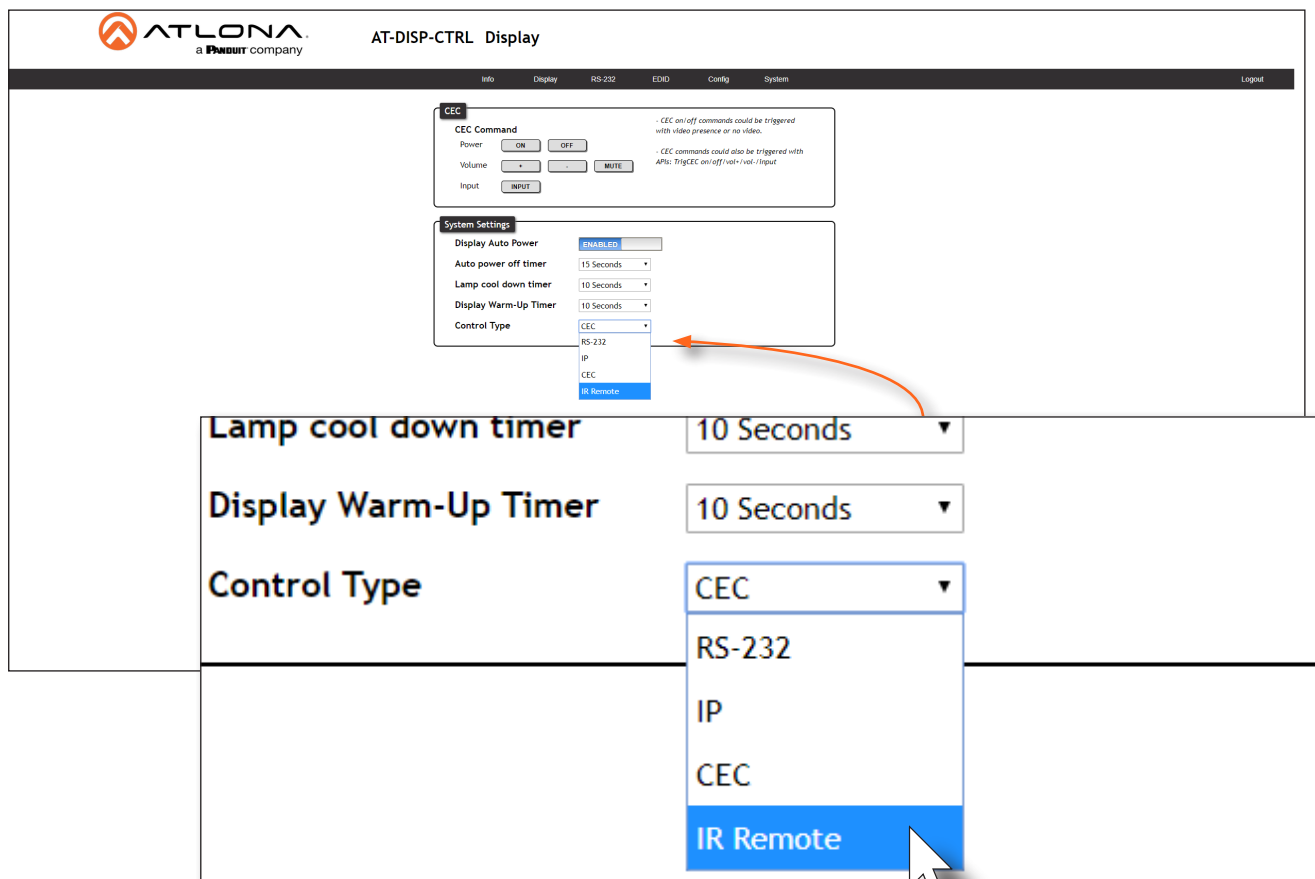 ATLONA.
a PANDUIT company
AT-DISP-CTRL Display
Info Display RS-232 EDID Config System Logout
CEC
CEC Command
Power ON OFF
Volume + - MUTE
Input INPUT
- CEC on/off commands could be triggered
with video presence or no video.
- CEC commands could also be triggered with
APIs: TrigCEC on/off/vol+/vol-/input
System Settings
Display Auto Power ENABLED
Auto power off timer 15 Seconds
Lamp cool down timer 10 Seconds
Display Warm-Up Timer 10 Seconds
Control Type CEC
RS-232
IP
CEC
IR Remote
Lamp cool down timer 10 Seconds
Display Warm-Up Timer 10 Seconds
Control Type CEC
RS-232
IP
CEC
IR Remote